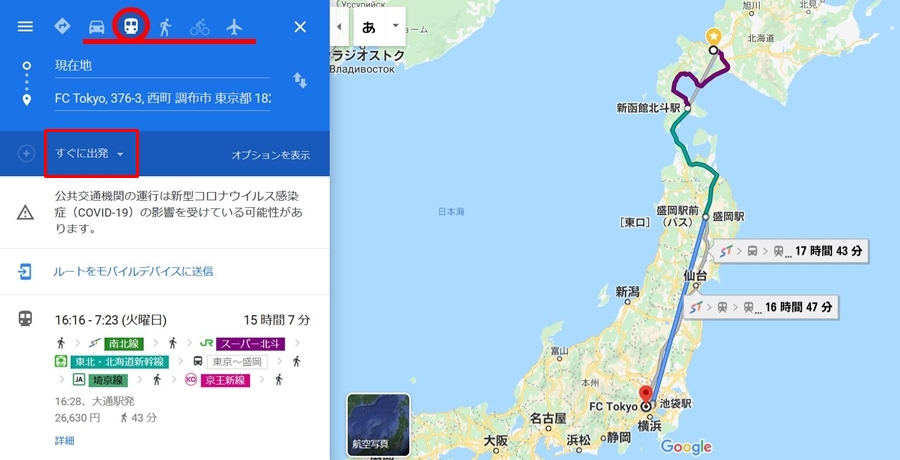 現在地
FC Tokyo, 376-3, 西町 調布市 東京都 182
すぐに出発
オプションを表示
公共交通機関の運行は新型コロナウイルス感染
症（COVID-19）の影響を受けている可能性があ
ります。
ルートをモバイルデバイスに送信
16:16 - 7:23 (火曜日)
15 時間 7 分
南北線
JR スーパー北斗
東北・北海道新幹線
東京～盛岡
JA 埼京線
KO 京王新線
16:28、大通駅発
26,630 円
43 分
詳細
あ
ラジオストク
Владивосток
Уссурийск
旭川
北海道
新函館北斗駅
日本海
盛岡駅前
［東口］
（バス）
盛岡駅
17 時間 43 分
仙台
16 時間 47 分
新潟
富山
本州
FC Tokyo
池袋駅
横浜
名古屋
静岡
浜松
大阪
広島
航空写真
Google